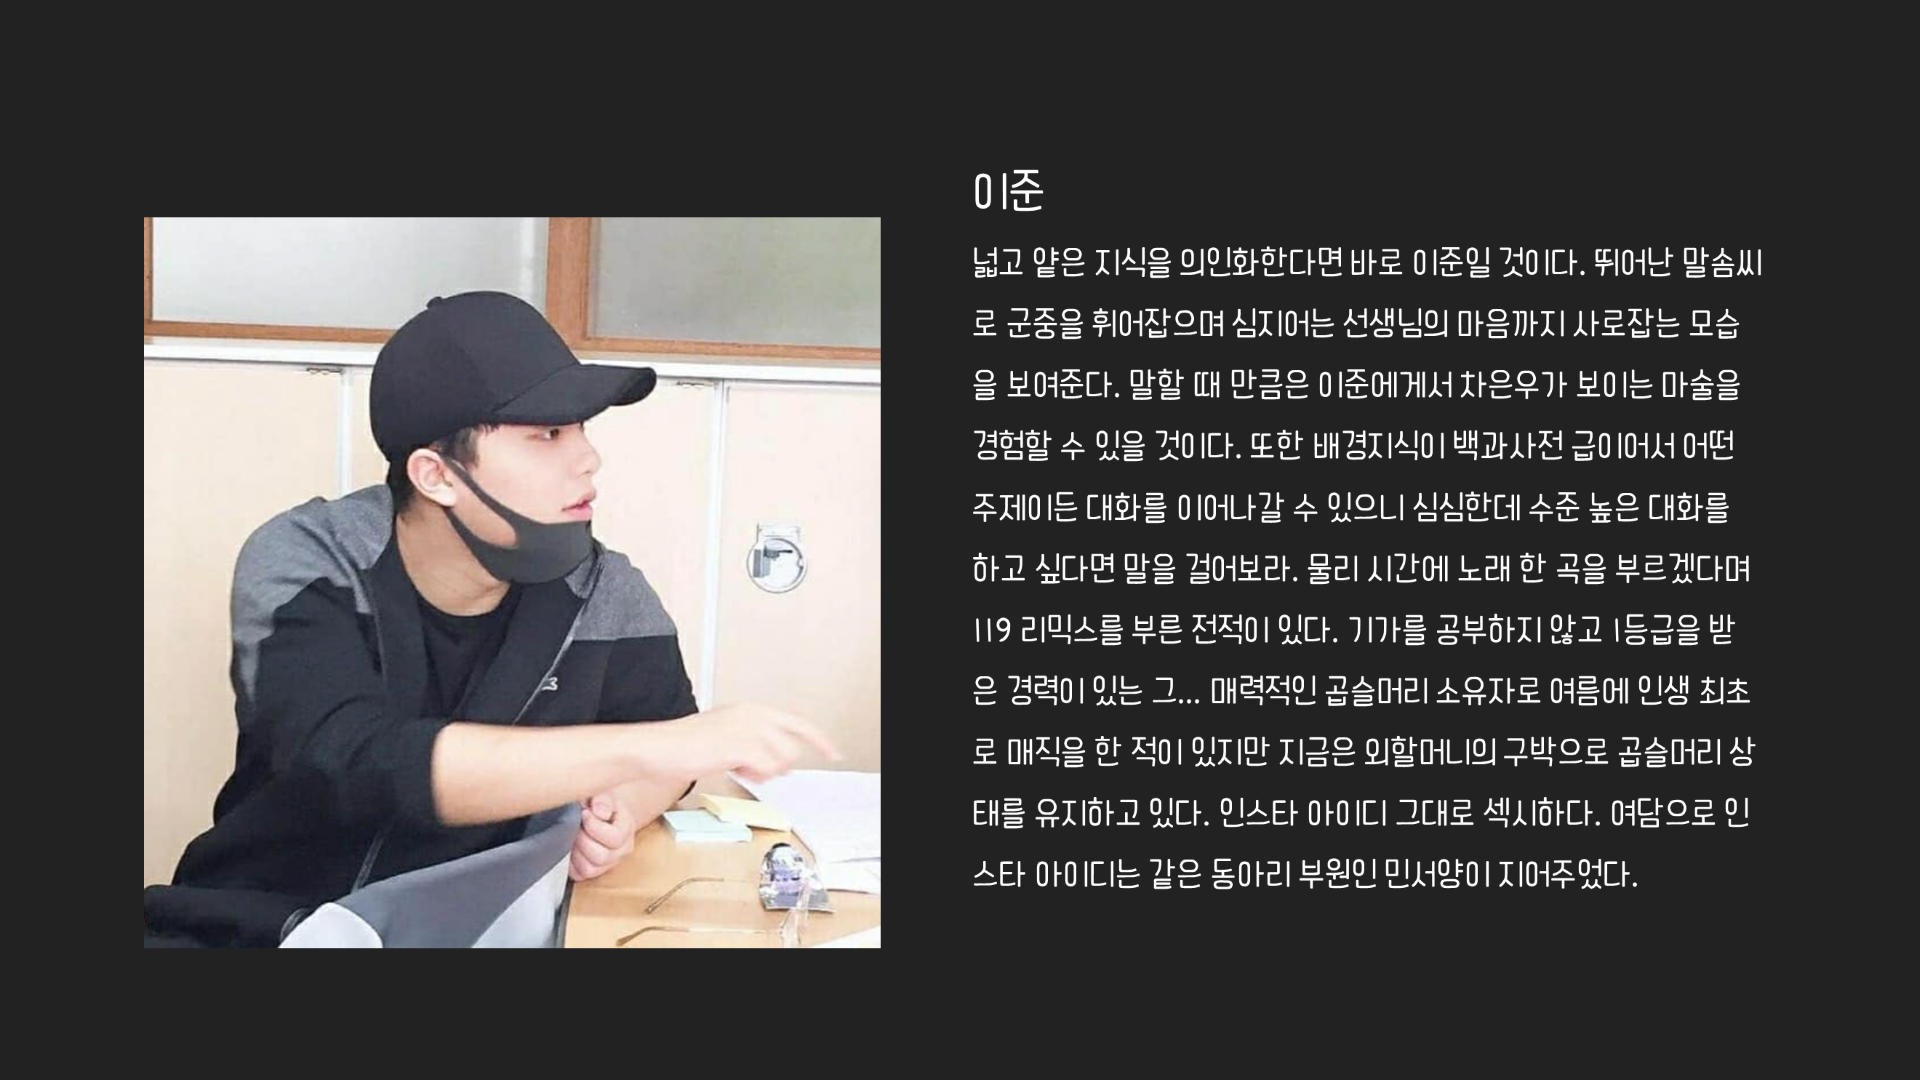 이준
넓고 얕은 지식을 의인화한다면 바로 이준일 것이다. 뛰어난 말솜씨
로 군중을 휘어잡으며 심지어는 선생님의 마음까지 사로잡는 모습
을 보여준다. 말할 때 만큼은 이준에게서 차은우가 보이는 마술을
경험할 수 있을 것이다. 또한 배경지식이 백과사전 급이어서 어떤
주제이든 대화를 이어나갈 수 있으니 심심한데 수준 높은 대화를
하고 싶다면 말을 걸어보라. 물리 시간에 노래 한 곡을 부르겠다며
119 리믹스를 부른 전적이 있다. 기가를 공부하지 않고 1등급을 받
은 경력이 있는 그... 매력적인 곱슬머리 소유자로 여름에 인생 최초
로 매직을 한 적이 있지만 지금은 외할머니의 구박으로 곱슬머리 상
태를 유지하고 있다. 인스타 아이디 그대로 섹시하다. 여담으로 인
스타 아이디는 같은 동아리 부원인 민서양이 지어주었다.